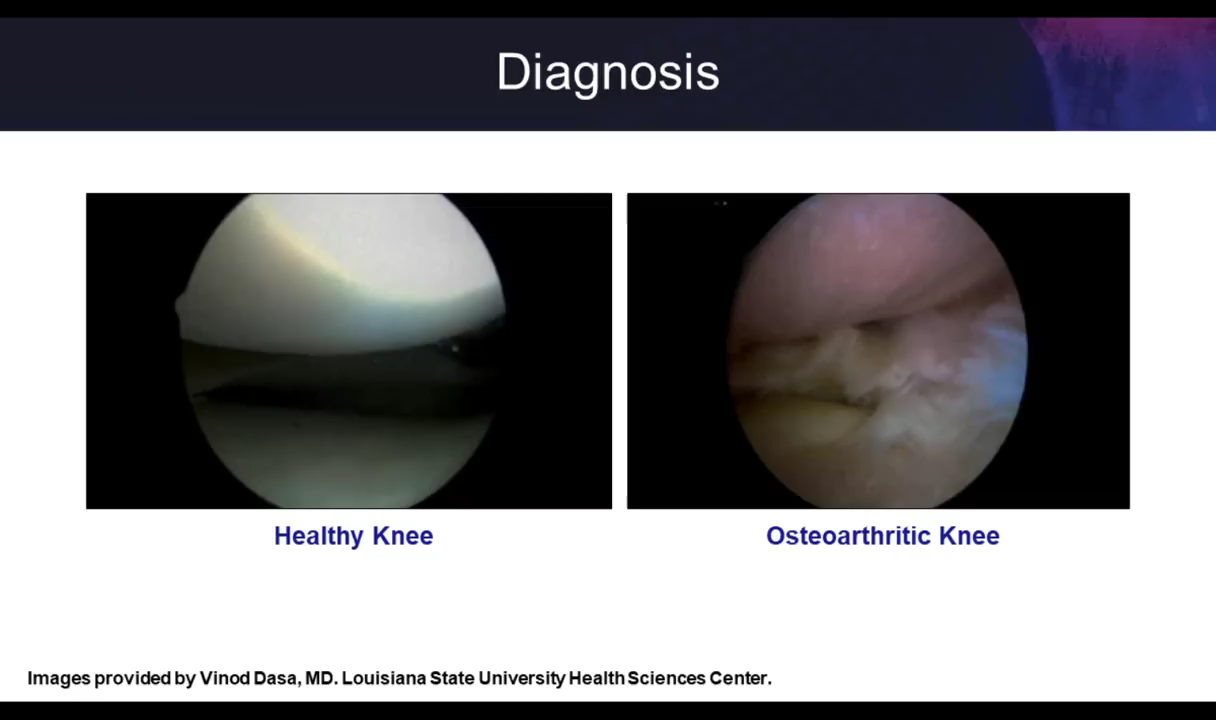 Diagnosis
Healthy Knee
Osteoarthritic Knee
Images provided by Vinod Dasa, MD. Louisiana State University Health Sciences Center.